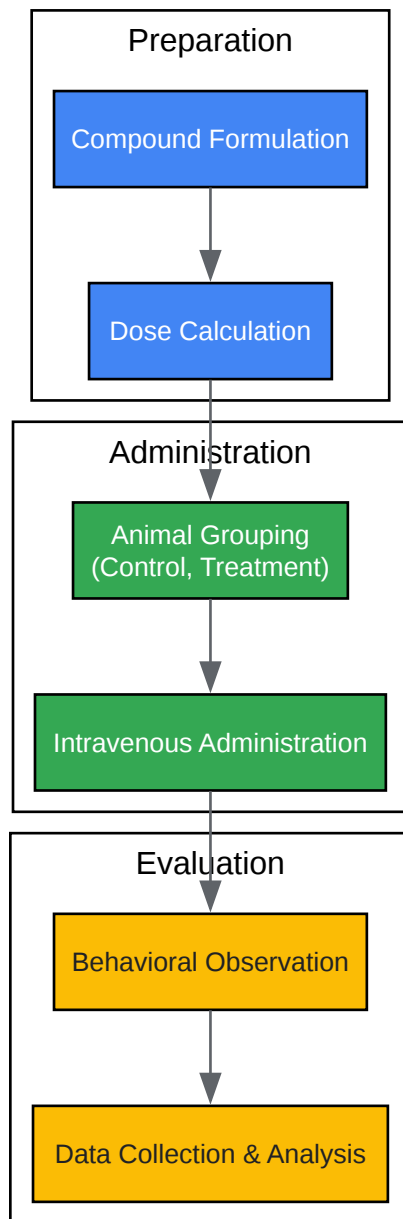 Preparation
Compound Formulation
Dose Calculation
Administration
Animal Grouping
(Control, Treatment)
Intravenous Administration
Evaluation
Behavioral Observation
Data Collection & Analysis